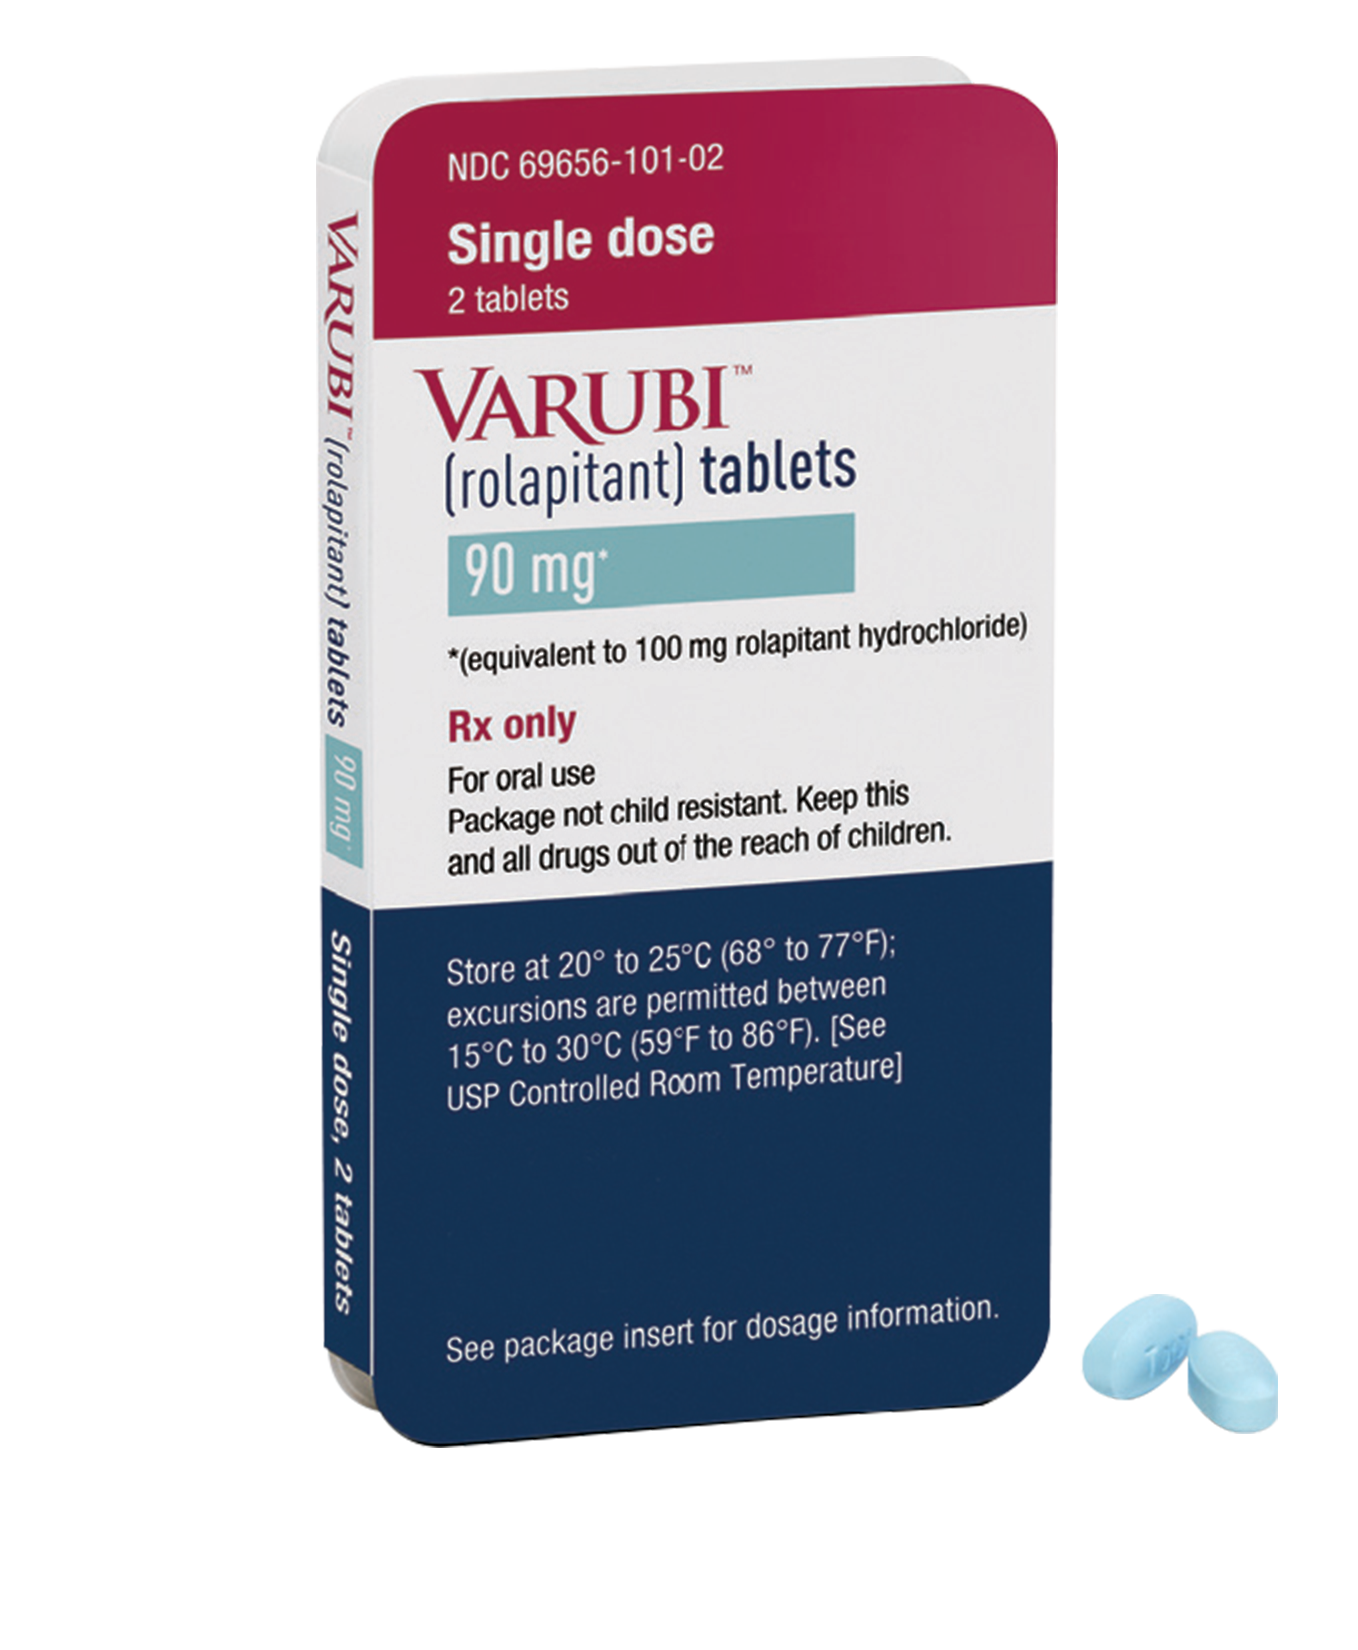 NDC 69656-101-02
Single dose
2 tablets
VARUBI™
(rolapitant) tablets
90 mg*
*(equivalent to 100 mg rolapitant hydrochloride)
Rx only
For oral use
Package not child resistant. Keep this
and all drugs out of the reach of children.
Store at 20° to 25°C (68° to 77°F);
excursions are permitted between
15°C to 30°C (59°F to 86°F). [See
USP Controlled Room Temperature]
See package insert for dosage information.
VARUBI™ (rolapitant) tablets 90 mg*
Single dose, 2 tablets